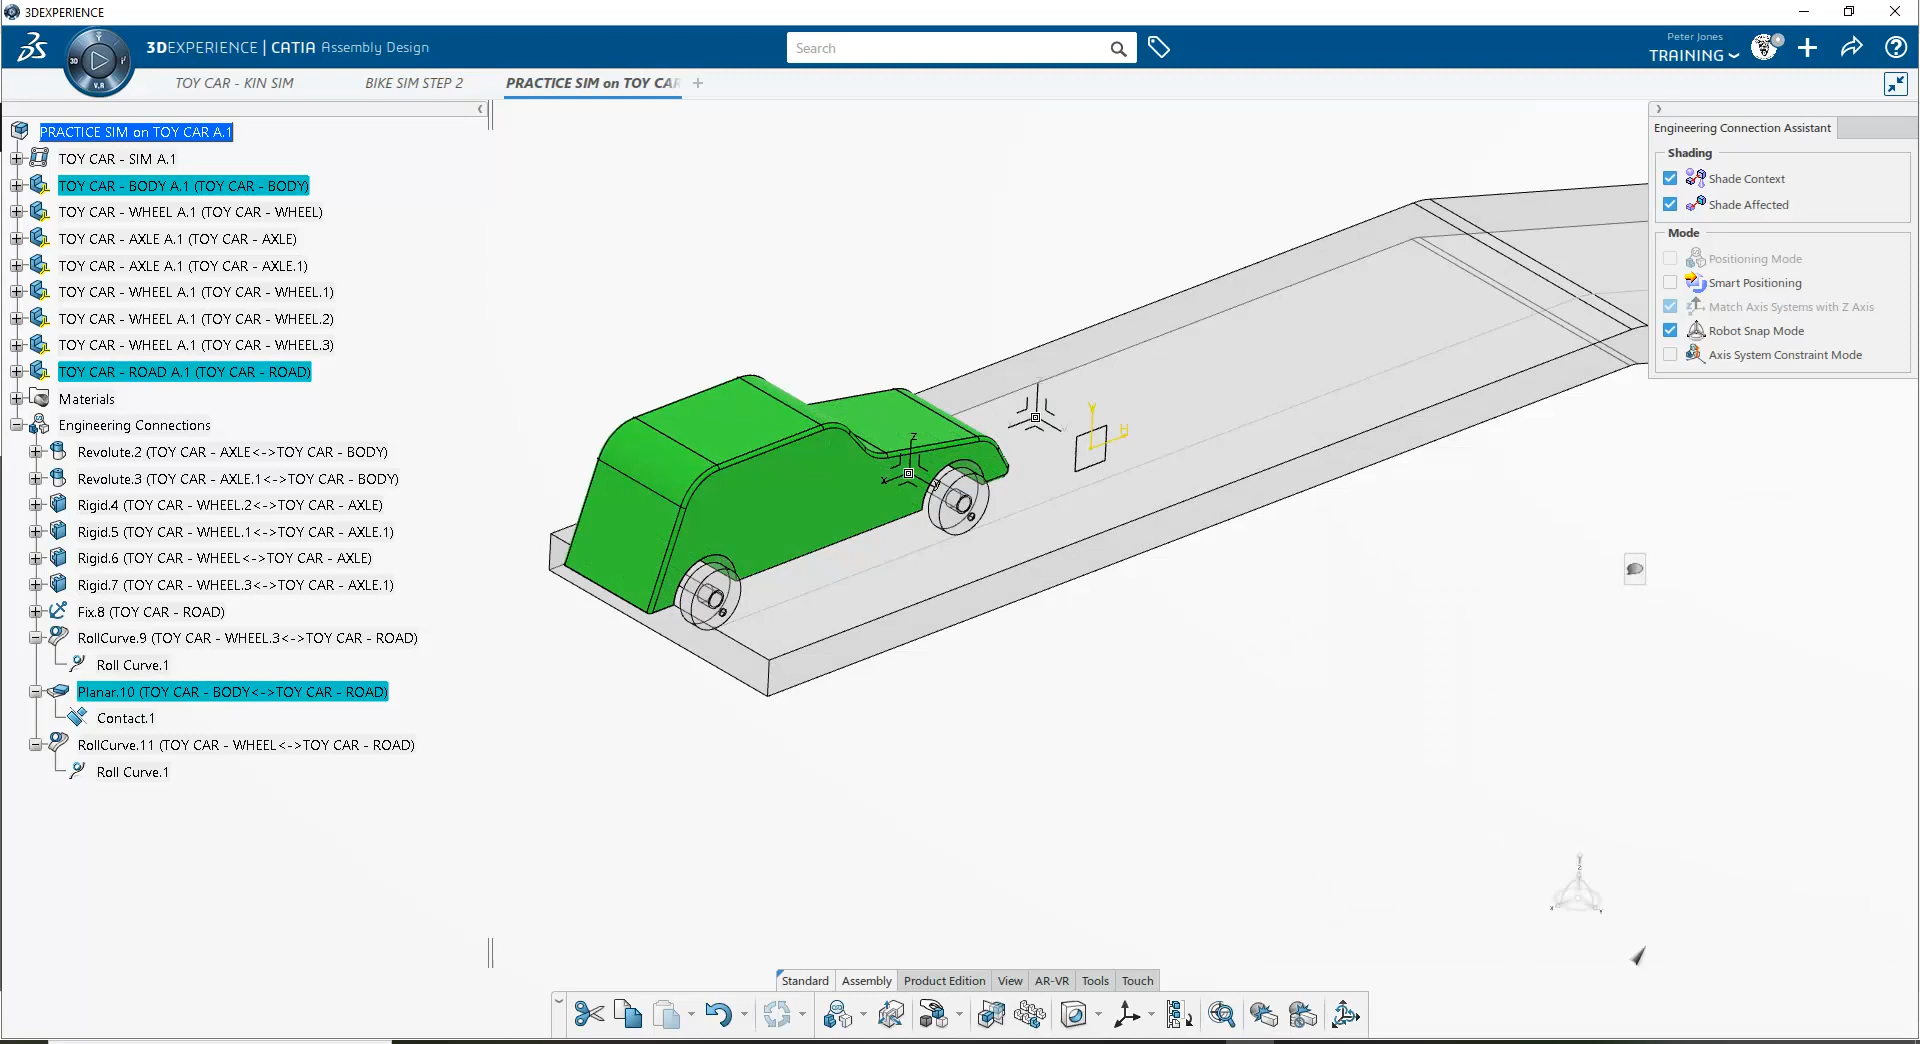 3DEXPERIENCE
3DEXPERIENCE | CATIA Assembly Design
Search
Peter Jones
TRAINING
3D
V.R
TOY CAR - KIN SIM
BIKE SIM STEP 2
PRACTICE SIM on TOY CAR
PRACTICE SIM on TOY CAR A.1
TOY CAR - SIM A.1
TOY CAR - BODY A.1 (TOY CAR - BODY)
TOY CAR - WHEEL A.1 (TOY CAR - WHEEL)
TOY CAR - AXLE A.1 (TOY CAR - AXLE)
TOY CAR - AXLE A.1 (TOY CAR - AXLE.1)
TOY CAR - WHEEL A.1 (TOY CAR - WHEEL.1)
TOY CAR - WHEEL A.1 (TOY CAR - WHEEL.2)
TOY CAR - WHEEL A.1 (TOY CAR - WHEEL.3)
TOY CAR - ROAD A.1 (TOY CAR - ROAD)
Materials
Engineering Connections
Revolute.2 (TOY CAR - AXLE<->TOY CAR - BODY)
Revolute.3 (TOY CAR - AXLE.1<->TOY CAR - BODY)
Rigid.4 (TOY CAR - WHEEL.2<->TOY CAR - AXLE)
Rigid.5 (TOY CAR - WHEEL.1<->TOY CAR - AXLE.1)
Rigid.6 (TOY CAR - WHEEL<->TOY CAR - AXLE)
Rigid.7 (TOY CAR - WHEEL.3<->TOY CAR - AXLE.1)
Fix.8 (TOY CAR - ROAD)
RollCurve.9 (TOY CAR - WHEEL.3<->TOY CAR - ROAD)
Roll Curve.1
Planar.10 (TOY CAR - BODY<->TOY CAR - ROAD)
Contact.1
RollCurve.11 (TOY CAR - WHEEL<->TOY CAR - ROAD)
Roll Curve.1
Z
X
V
H
Engineering Connection Assistant
Shading
Shade Context
Shade Affected
Mode
Positioning Mode
Smart Positioning
Match Axis Systems with Z Axis
Robot Snap Mode
Axis System Constraint Mode
Z
X
Y
Standard
Assembly
Product Edition
View
AR-VR
Tools
Touch